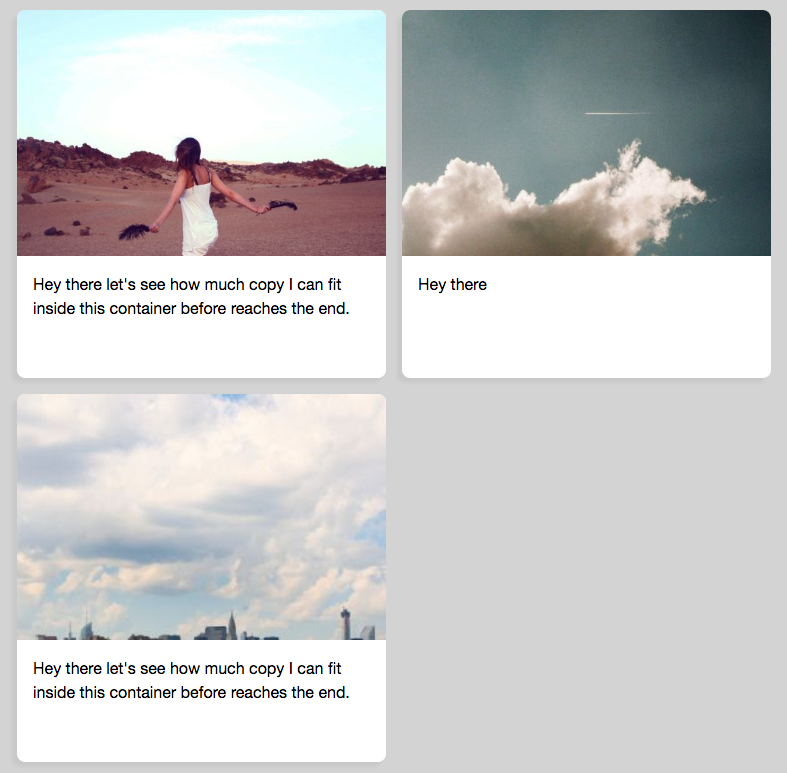 Hey there let's see how much copy I can fit
inside this container before reaches the end.
Hey there
Hey there let's see how much copy I can fit
inside this container before reaches the end.